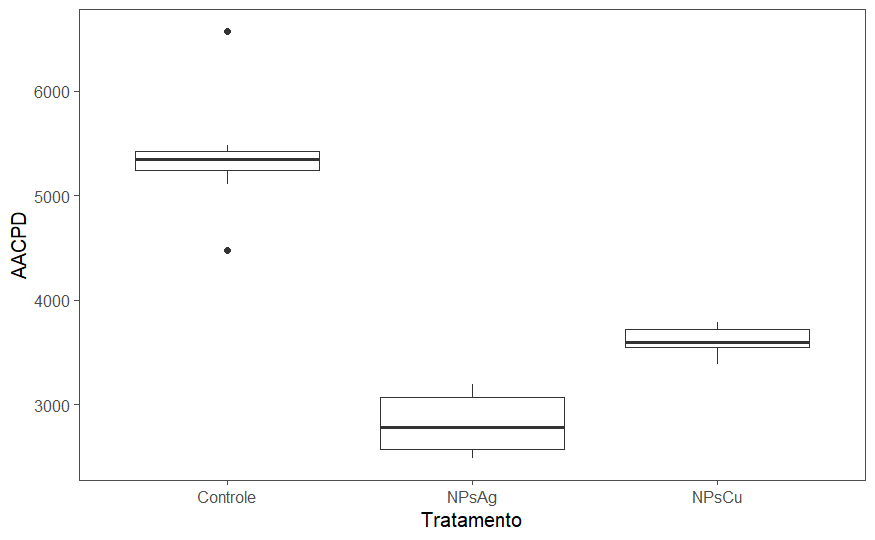 AACPD
6000
5000
4000
3000
Controle
NPsAg
NPsCu
Tratamento